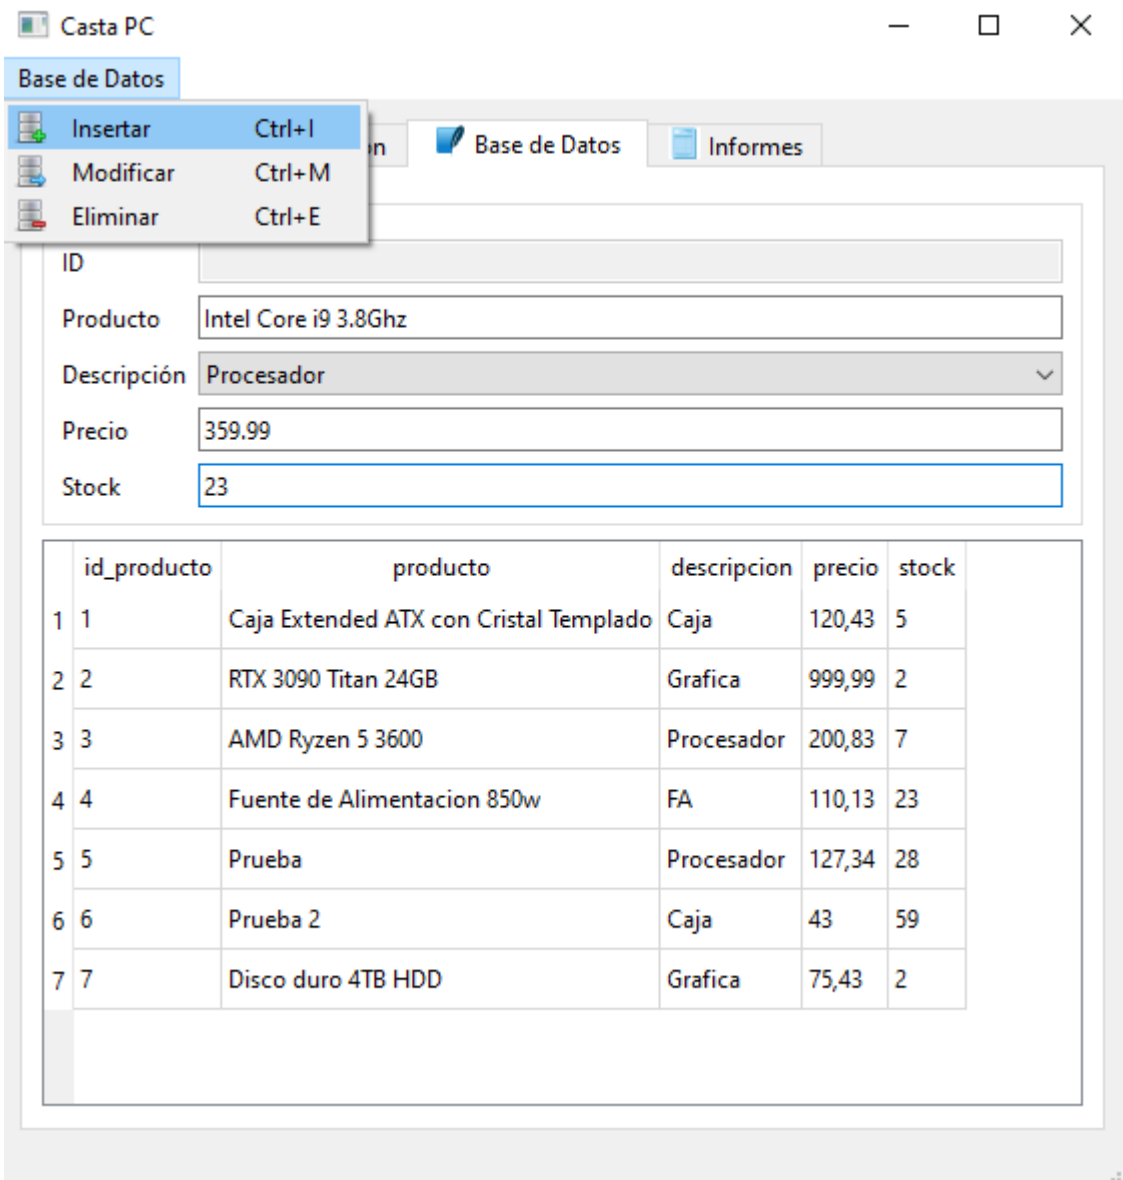 Casta PC
Base de Datos
Insertar Ctrl+I
Modificar Ctrl+M
Eliminar Ctrl+E
Base de Datos Informes
ID
Producto Intel Core i9 3.8Ghz
Descripción Procesador
Precio 359.99
Stock 23
id_producto producto descripcion precio stock
1 1 Caja Extended ATX con Cristal Templado Caja 120,43 5
2 2 RTX 3090 Titan 24GB Grafica 999,99 2
3 3 AMD Ryzen 5 3600 Procesador 200,83 7
4 4 Fuente de Alimentacion 850w FA 110,13 23
5 5 Prueba Procesador 127,34 28
6 6 Prueba 2 Caja 43 59
7 7 Disco duro 4TB HDD Grafica 75,43 2